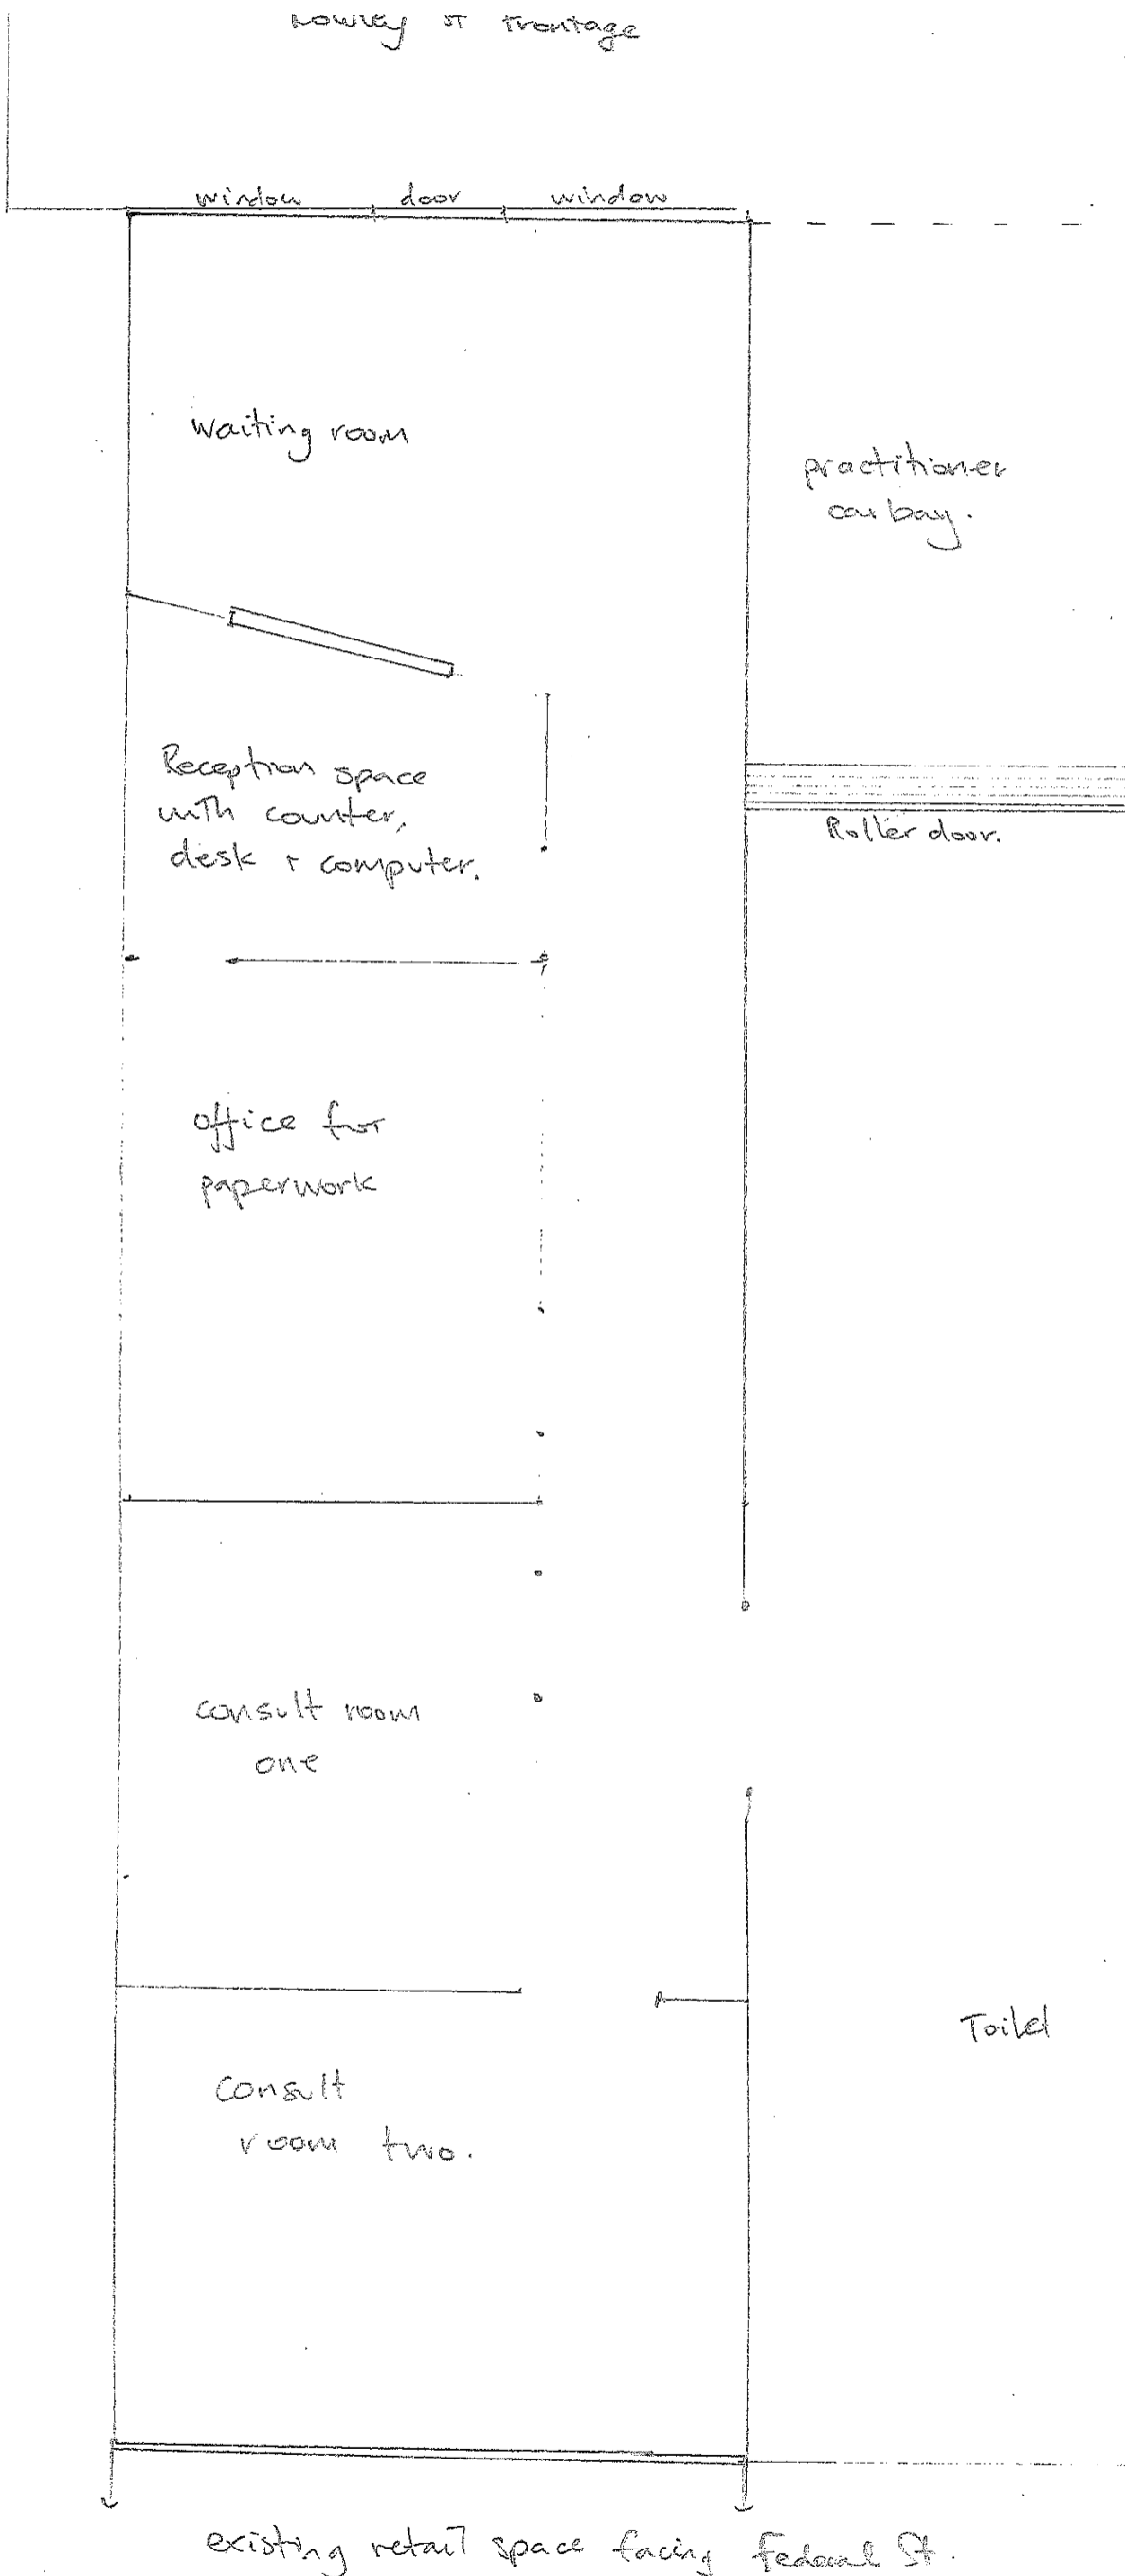 St Frontage
window door window
waiting room
practitioner
car bay.
Reception space
with counter,
desk + computer.
Roller door.
office for
paperwork
consult room
one
Toilet
Consult
room two.
existing retail space facing Federal St.